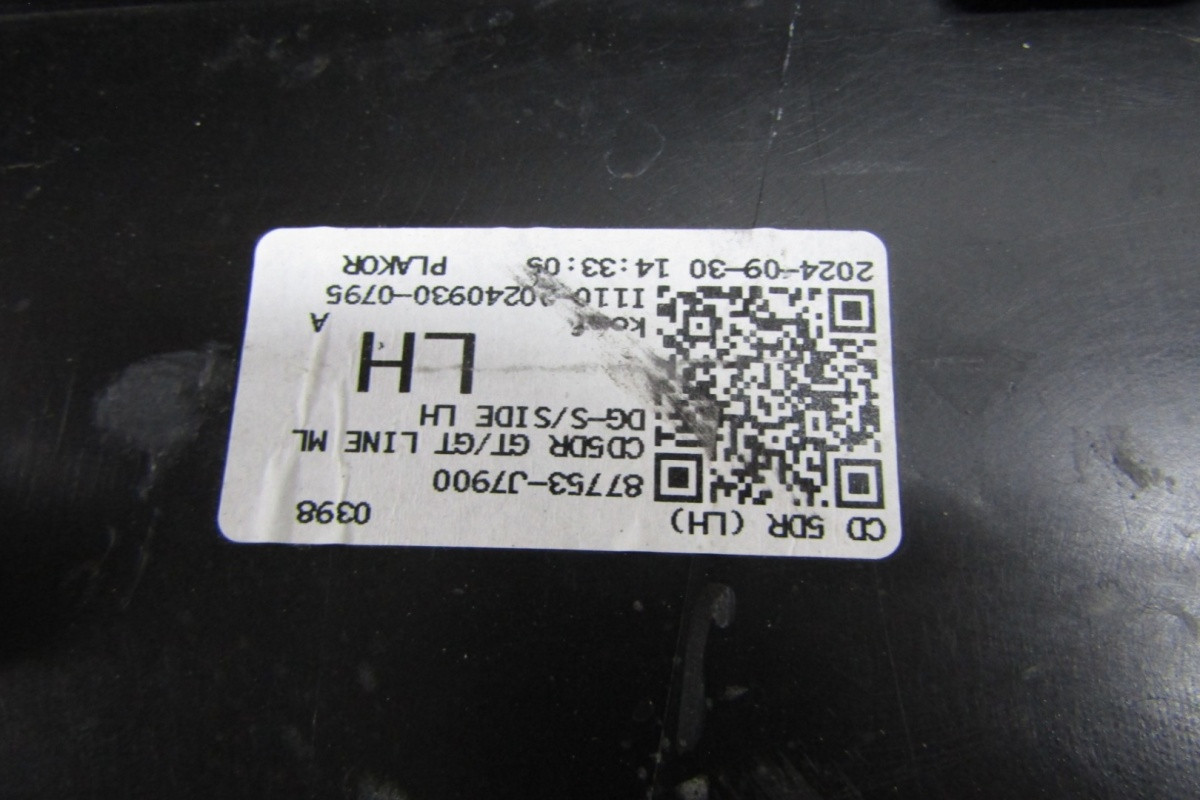 CD 5DR (LH) 0398
87753-J7900
CD5DR GT/GT LINE ML
DG-S/SIDE LH
LH
A
I110-20240930-0795
2024-09-30 14:33:05 PLAKOR